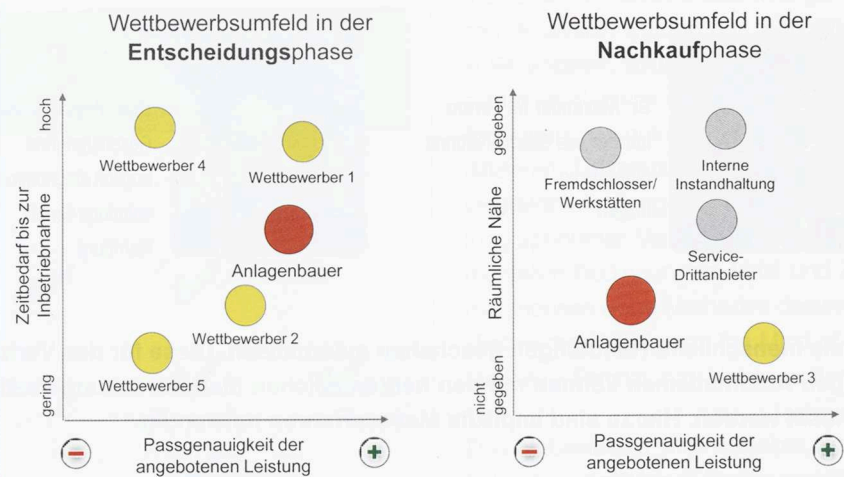 Wettbewerbsumfeld in der
Entscheidungsphase
Zeitbedarf bis zur
Inbetriebnahme
hoch
gering
Wettbewerber 4
Wettbewerber 1
Anlagenbauer
Wettbewerber 2
Wettbewerber 5
Passgenauigkeit der
angebotenen Leistung
Wettbewerbsumfeld in der
Nachkaufphase
Räumliche Nähe
gegeben
nicht
gegeben
Fremdschlosser/
Werkstätten
Interne
Instandhaltung
Service-
Drittanbieter
Anlagenbauer
Wettbewerber 3
Passgenauigkeit der
angebotenen Leistung